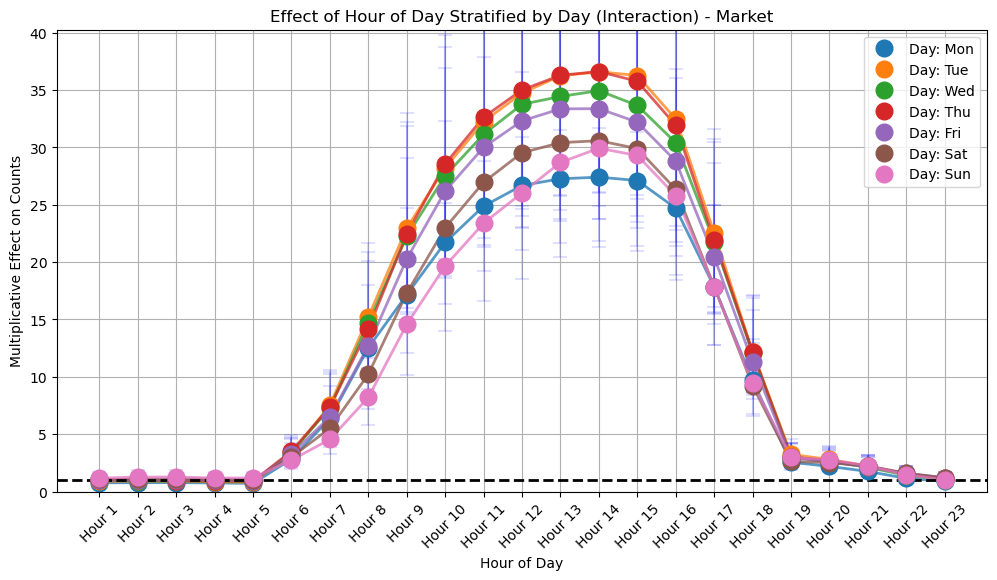 Effect of Hour of Day Stratified by Day (Interaction) - Market
Multiplicative Effect on Counts
40
35
30
25
20
15
10
5
0
Day: Mon
Day: Tue
Day: Wed
Day: Thu
Day: Fri
Day: Sat
Day: Sun
Hour 1
Hour 2
Hour 3
Hour 4
Hour 5
Hour 6
Hour 7
Hour 8
Hour 9
Hour 10
Hour 11
Hour 12
Hour 13
Hour 14
Hour 15
Hour 16
Hour 17
Hour 18
Hour 19
Hour 20
Hour 21
Hour 22
Hour 23
Hour of Day